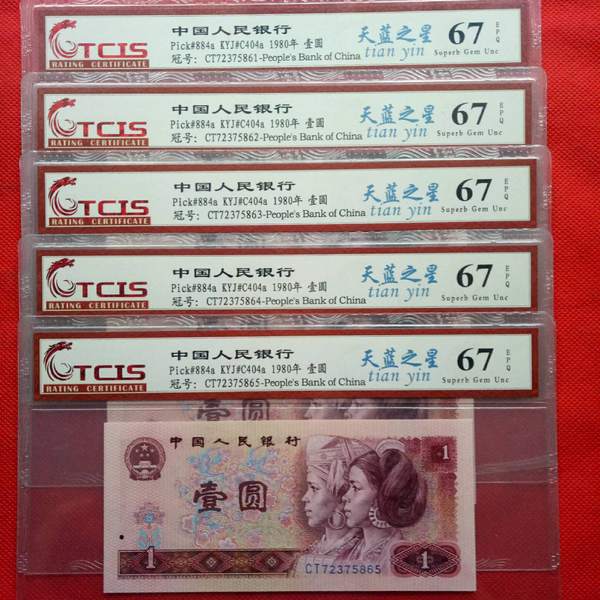 中国人民银行
Pick#884a KYJ#C404a 1980年 壹圆
冠号: CT72375861-People's Bank of China
天蓝之星
tian yin
67
EPQ
Superb Gem Unc
TCIS
RATING CERTIFICATE
中国人民银行
Pick#884a KYJ#C404a 1980年 壹圆
冠号: CT72375862-People's Bank of China
天蓝之星
tian yin
67
EPQ
Superb Gem Unc
TCIS
RATING CERTIFICATE
中国人民银行
Pick#884a KYJ#C404a 1980年 壹圆
冠号: CT72375863-People's Bank of China
天蓝之星
tian yin
67
EPQ
Superb Gem Unc
TCIS
RATING CERTIFICATE
中国人民银行
Pick#884a KYJ#C404a 1980年 壹圆
冠号: CT72375864-People's Bank of China
天蓝之星
tian yin
67
EPQ
Superb Gem Unc
TCIS
RATING CERTIFICATE
中国人民银行
Pick#884a KYJ#C404a 1980年 壹圆
冠号: CT72375865-People's Bank of China
天蓝之星
tian yin
67
EPQ
Superb Gem Unc
TCIS
RATING CERTIFICATE
壹圆
中国人民银行
1
壹圆
1
CT72375865
1